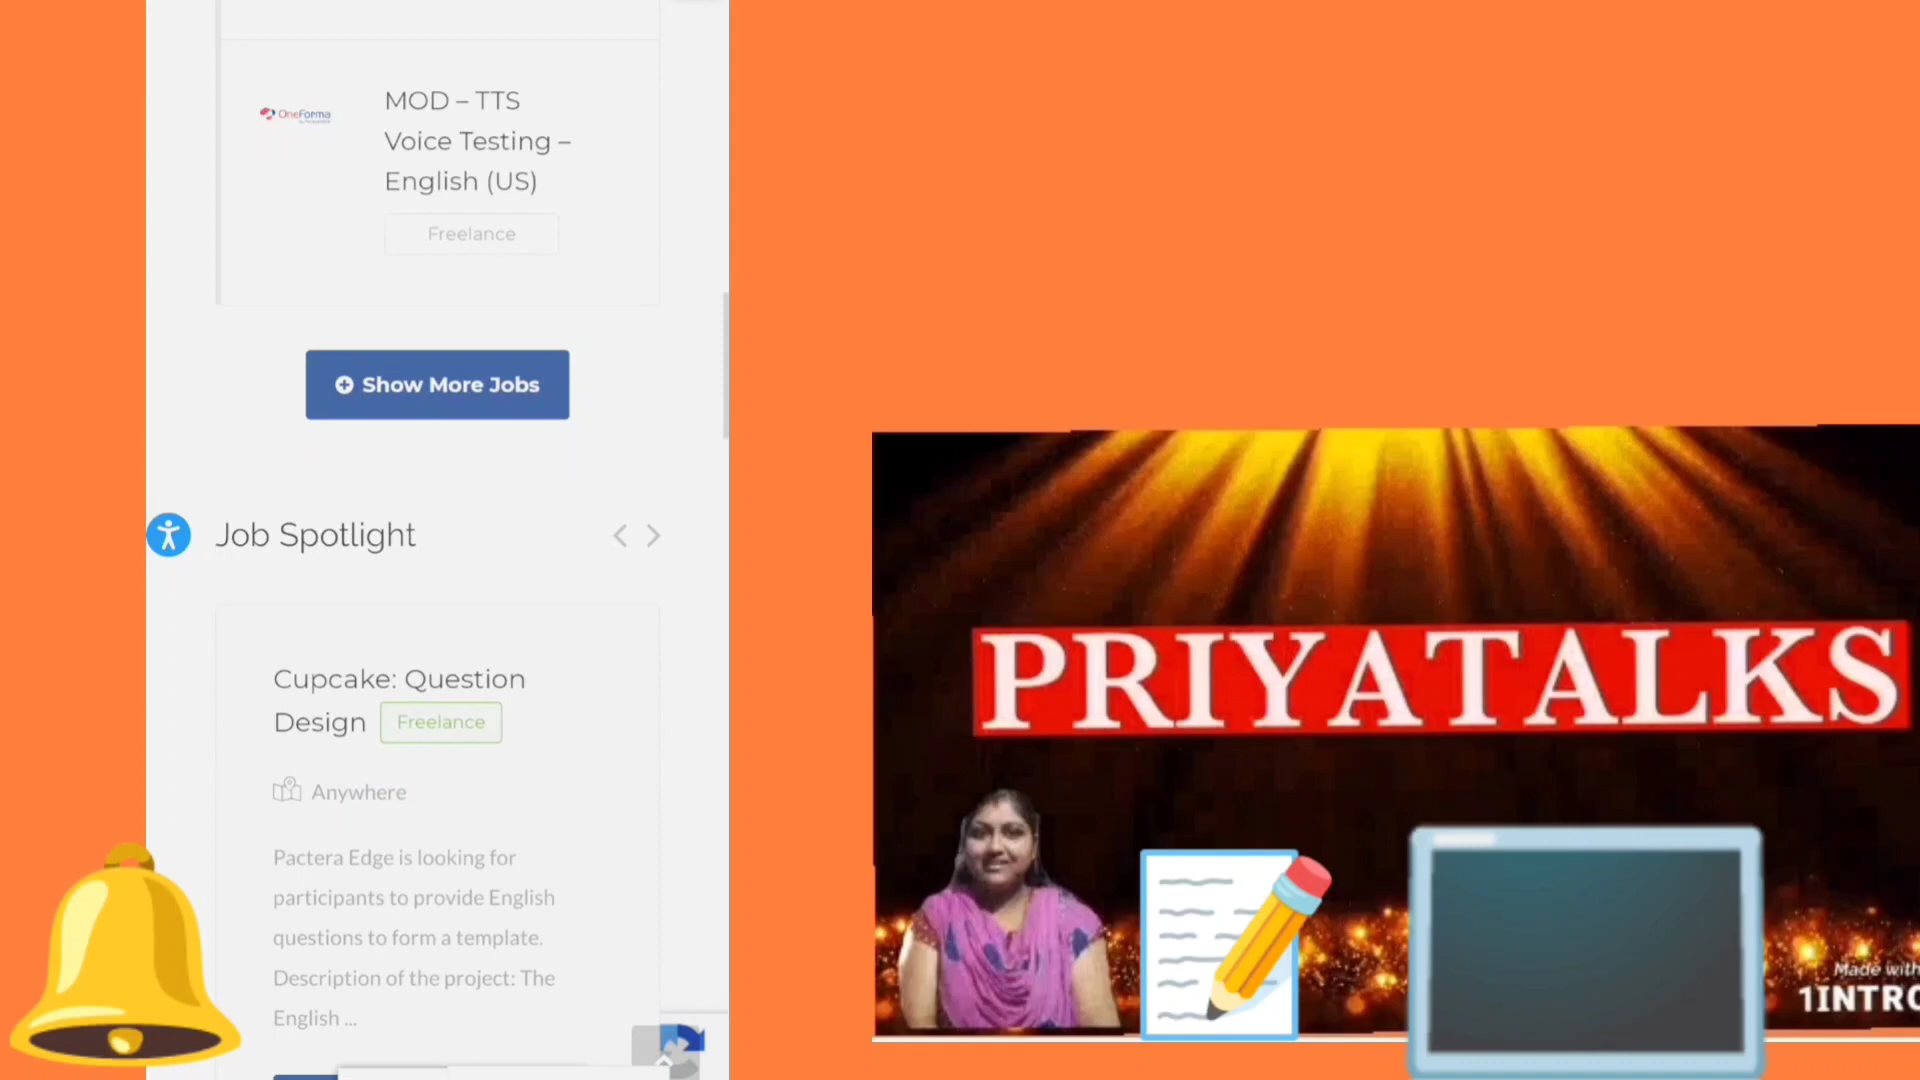 OneForma
MOD – TTS
Voice Testing –
English (US)
Freelance
Show More Jobs
Job Spotlight
Cupcake: Question
Design Freelance
Anywhere
Pactera Edge is looking for
participants to provide English
questions to form a template.
Description of the project: The
English ...
PRIYATALKS
Made with
1INTRO